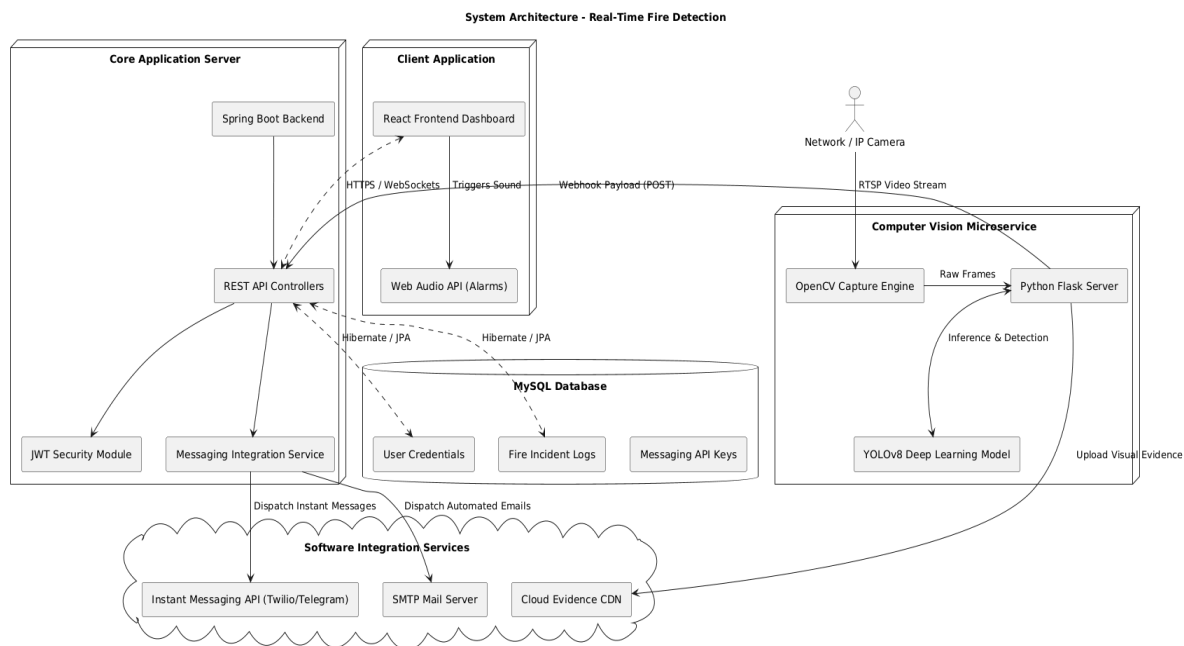 System Architecture - Real-Time Fire Detection
Core Application Server
Client Application
Spring Boot Backend
React Frontend Dashboard
Network / IP Camera
HTTPS / WebSockets
Triggers Sound
Webhook Payload (POST)
RTSP Video Stream
Computer Vision Microservice
REST API Controllers
Web Audio API (Alarms)
OpenCV Capture Engine
Raw Frames
Python Flask Server
Hibernate / JPA
Hibernate / JPA
Inference & Detection
MySQL Database
JWT Security Module
Messaging Integration Service
User Credentials
Fire Incident Logs
Messaging API Keys
YOLOv8 Deep Learning Model
Upload Visual Evidence
Dispatch Instant Messages
Dispatch Automated Emails
Software Integration Services
Instant Messaging API (Twilio/Telegram)
SMTP Mail Server
Cloud Evidence CDN